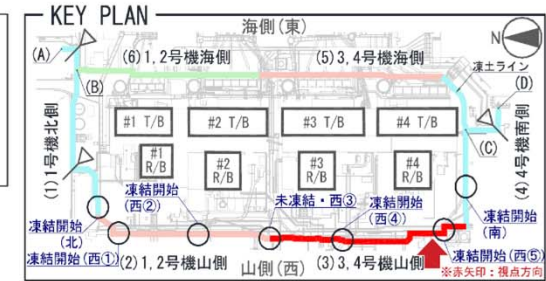 KEY PLAN
海側(東)
N
(A)
(6)1,2号機海側
(5)3,4号機海側
凍土ライン
(B)
(D)
#1 T/B
#2 T/B
#3 T/B
#4 T/B
(1)1号機北側
#1
R/B
#2
R/B
#3
R/B
#4
R/B
(C)
(4)4号機南側
凍結開始
(西②)
未凍結・西③
凍結開始
(西④)
凍結開始
(北)
凍結開始
(南)
凍結開始(西①)
(2)1,2号機山側
山側(西)
(3)3,4号機山側
凍結開始(西⑤)
※赤矢印:視点方向